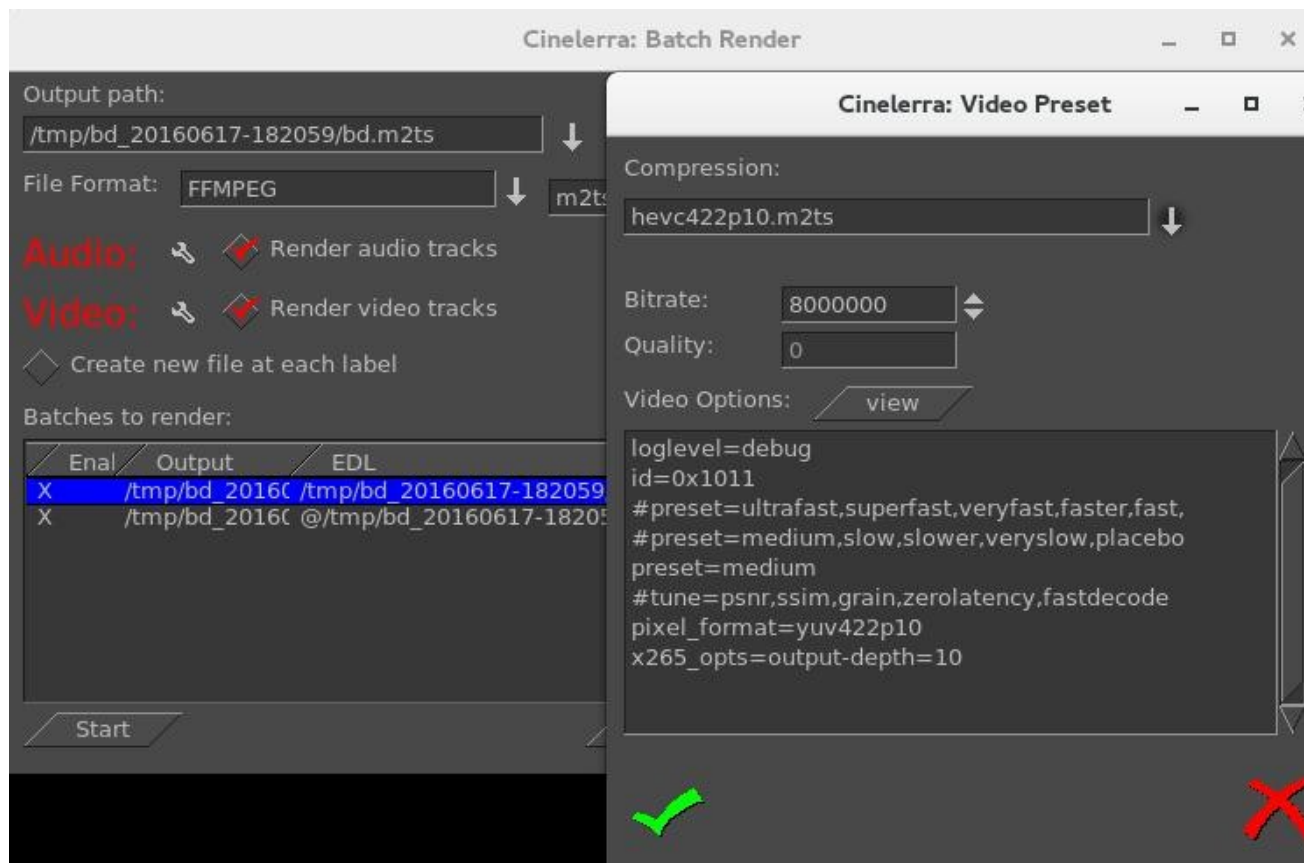 Cinelerra: Batch Render
Output path:
/tmp/bd_20160617-182059/bd.m2ts
File Format: FFMPEG m2ts
Audio: Render audio tracks
Video: Render video tracks
Create new file at each label
Batches to render:
Enal Output EDL
X /tmp/bd_2016( /tmp/bd_20160617-182059
X /tmp/bd_2016( @/tmp/bd_20160617-18205
Start
Cinelerra: Video Preset
Compression:
hevc422p10.m2ts
Bitrate: 8000000
Quality: 0
Video Options: view
loglevel=debug
id=0x1011
#preset=ultrafast,superfast,veryfast,faster,fast,
#preset=medium,slow,slower,veryslow,placebo
preset=medium
#tune=psnr,ssim,grain,zerolatency,fastdecode
pixel_format=yuv422p10
x265_opts=output-depth=10